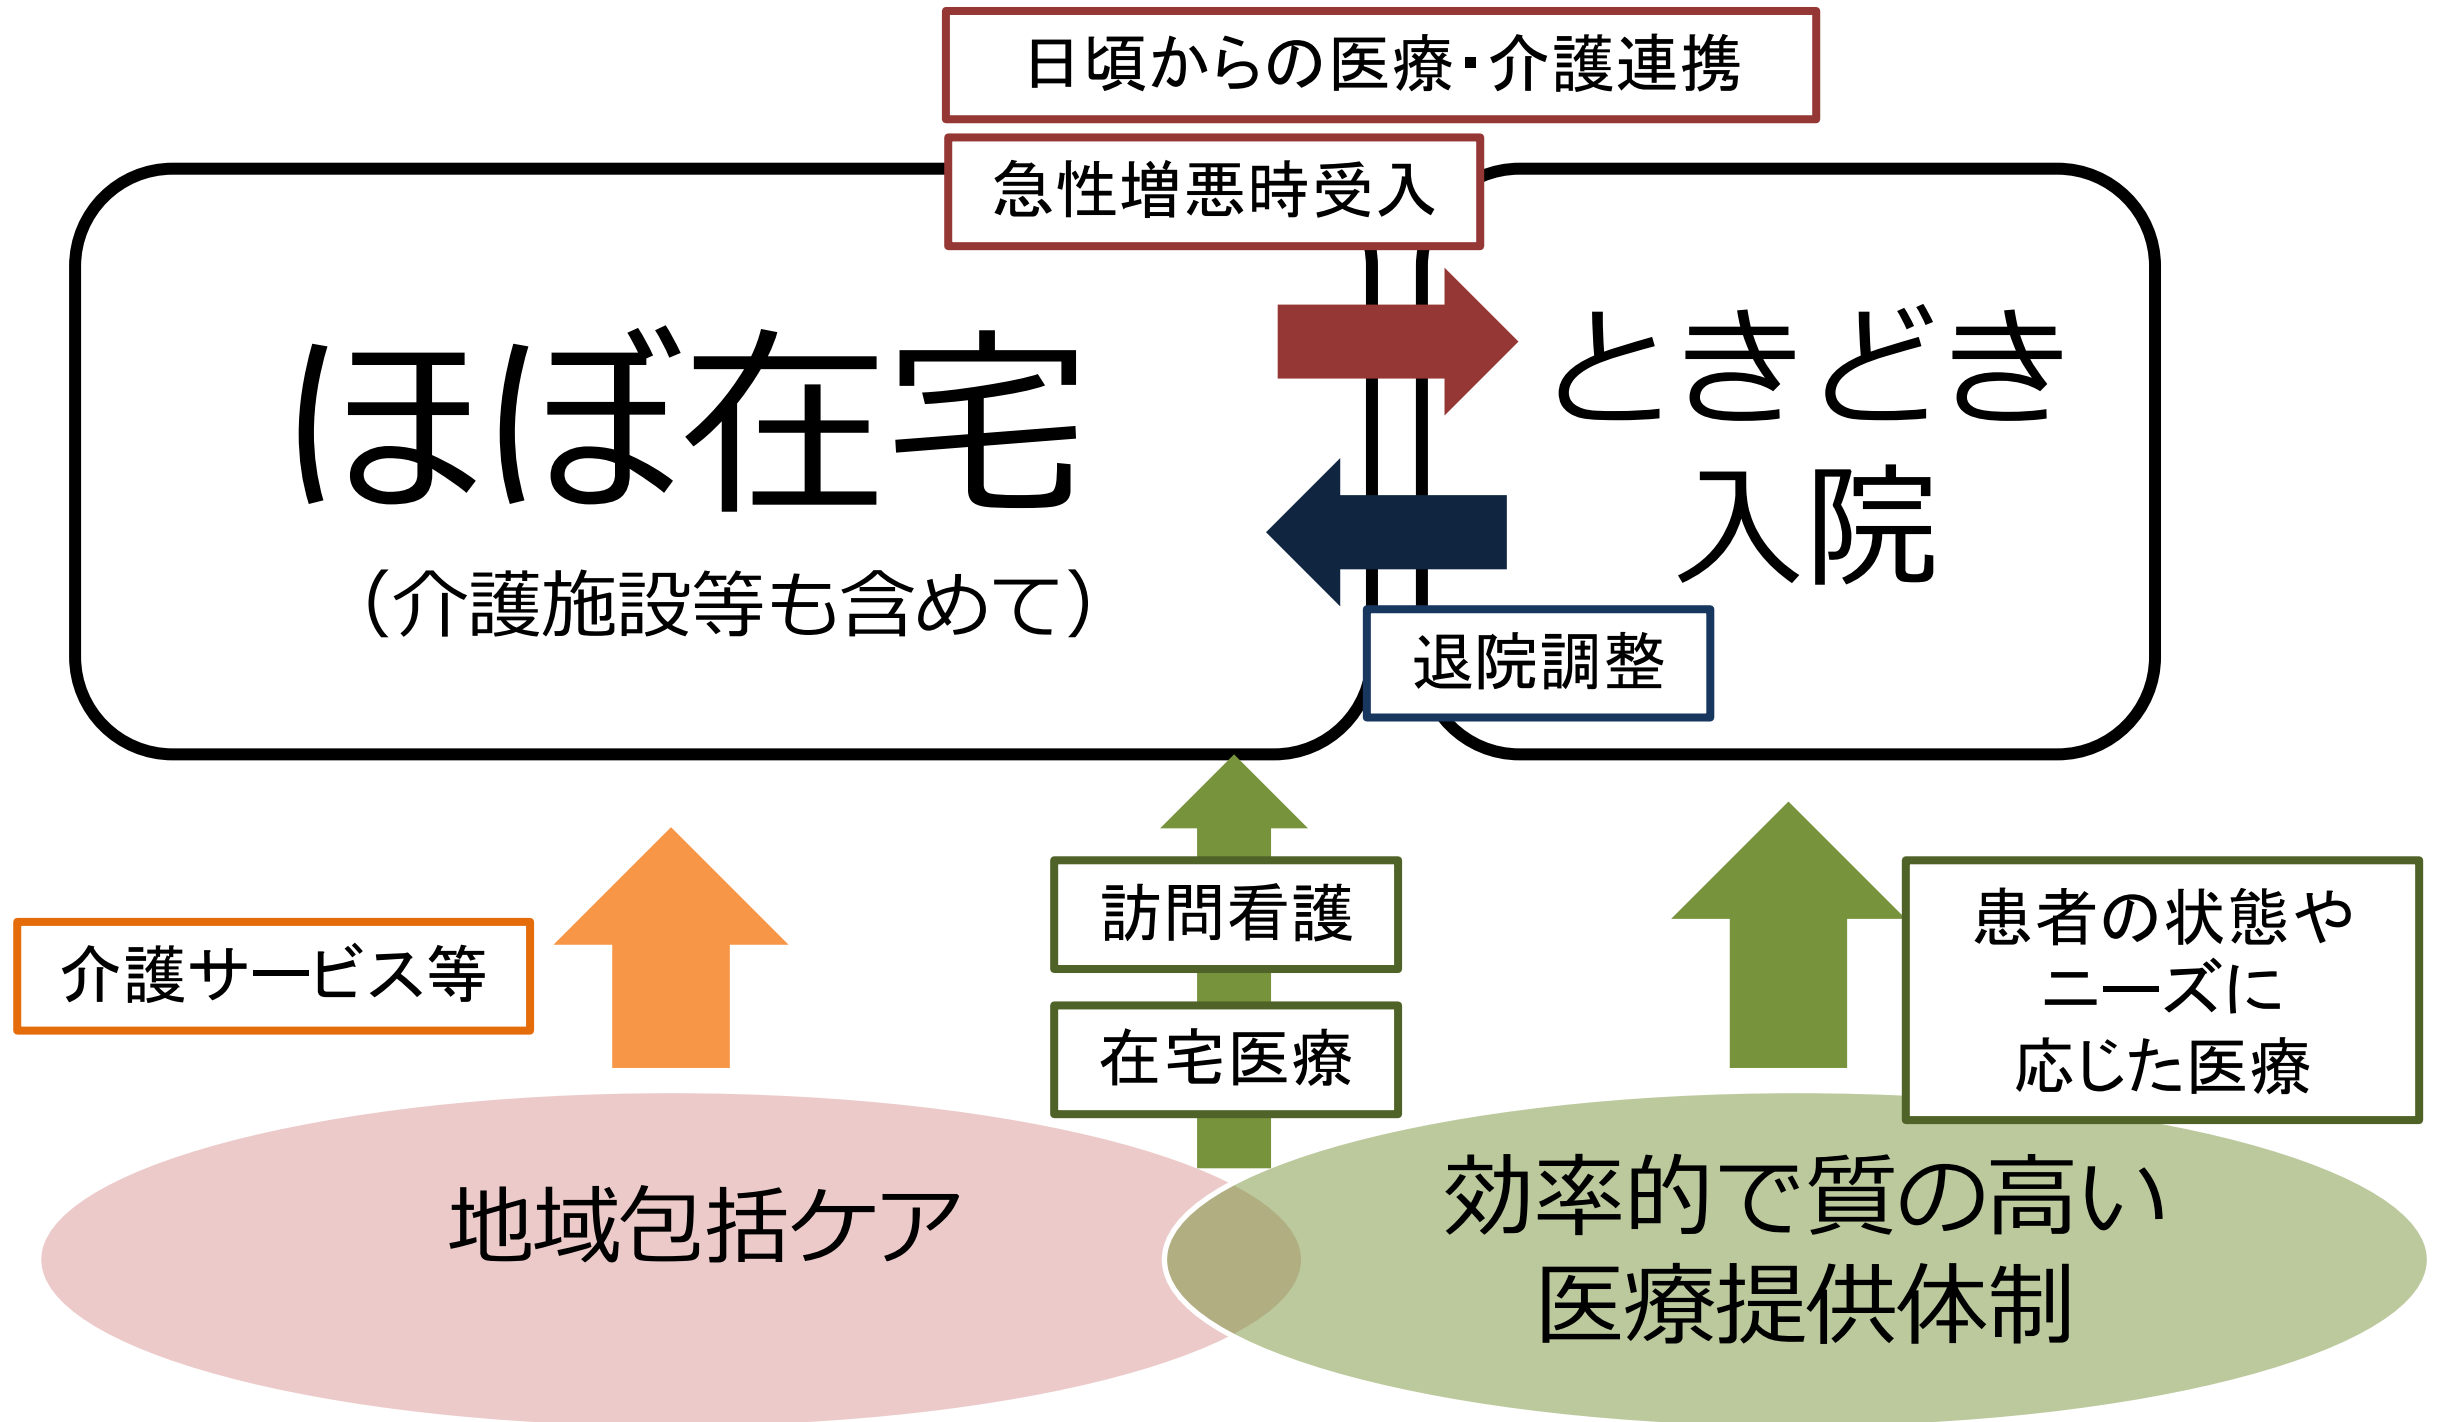 日頃からの医療・介護連携
急性増悪時受入
ほぼ在宅
（介護施設等も含めて）
ときどき
入院
退院調整
介護サービス等
訪問看護
在宅医療
患者の状態や
ニーズに
応じた医療
地域包括ケア
効率的で質の高い
医療提供体制